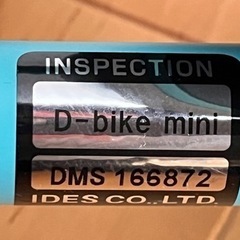 INSPECTION
D-bike mini
DMS 166872
IDES CO.,LTD.